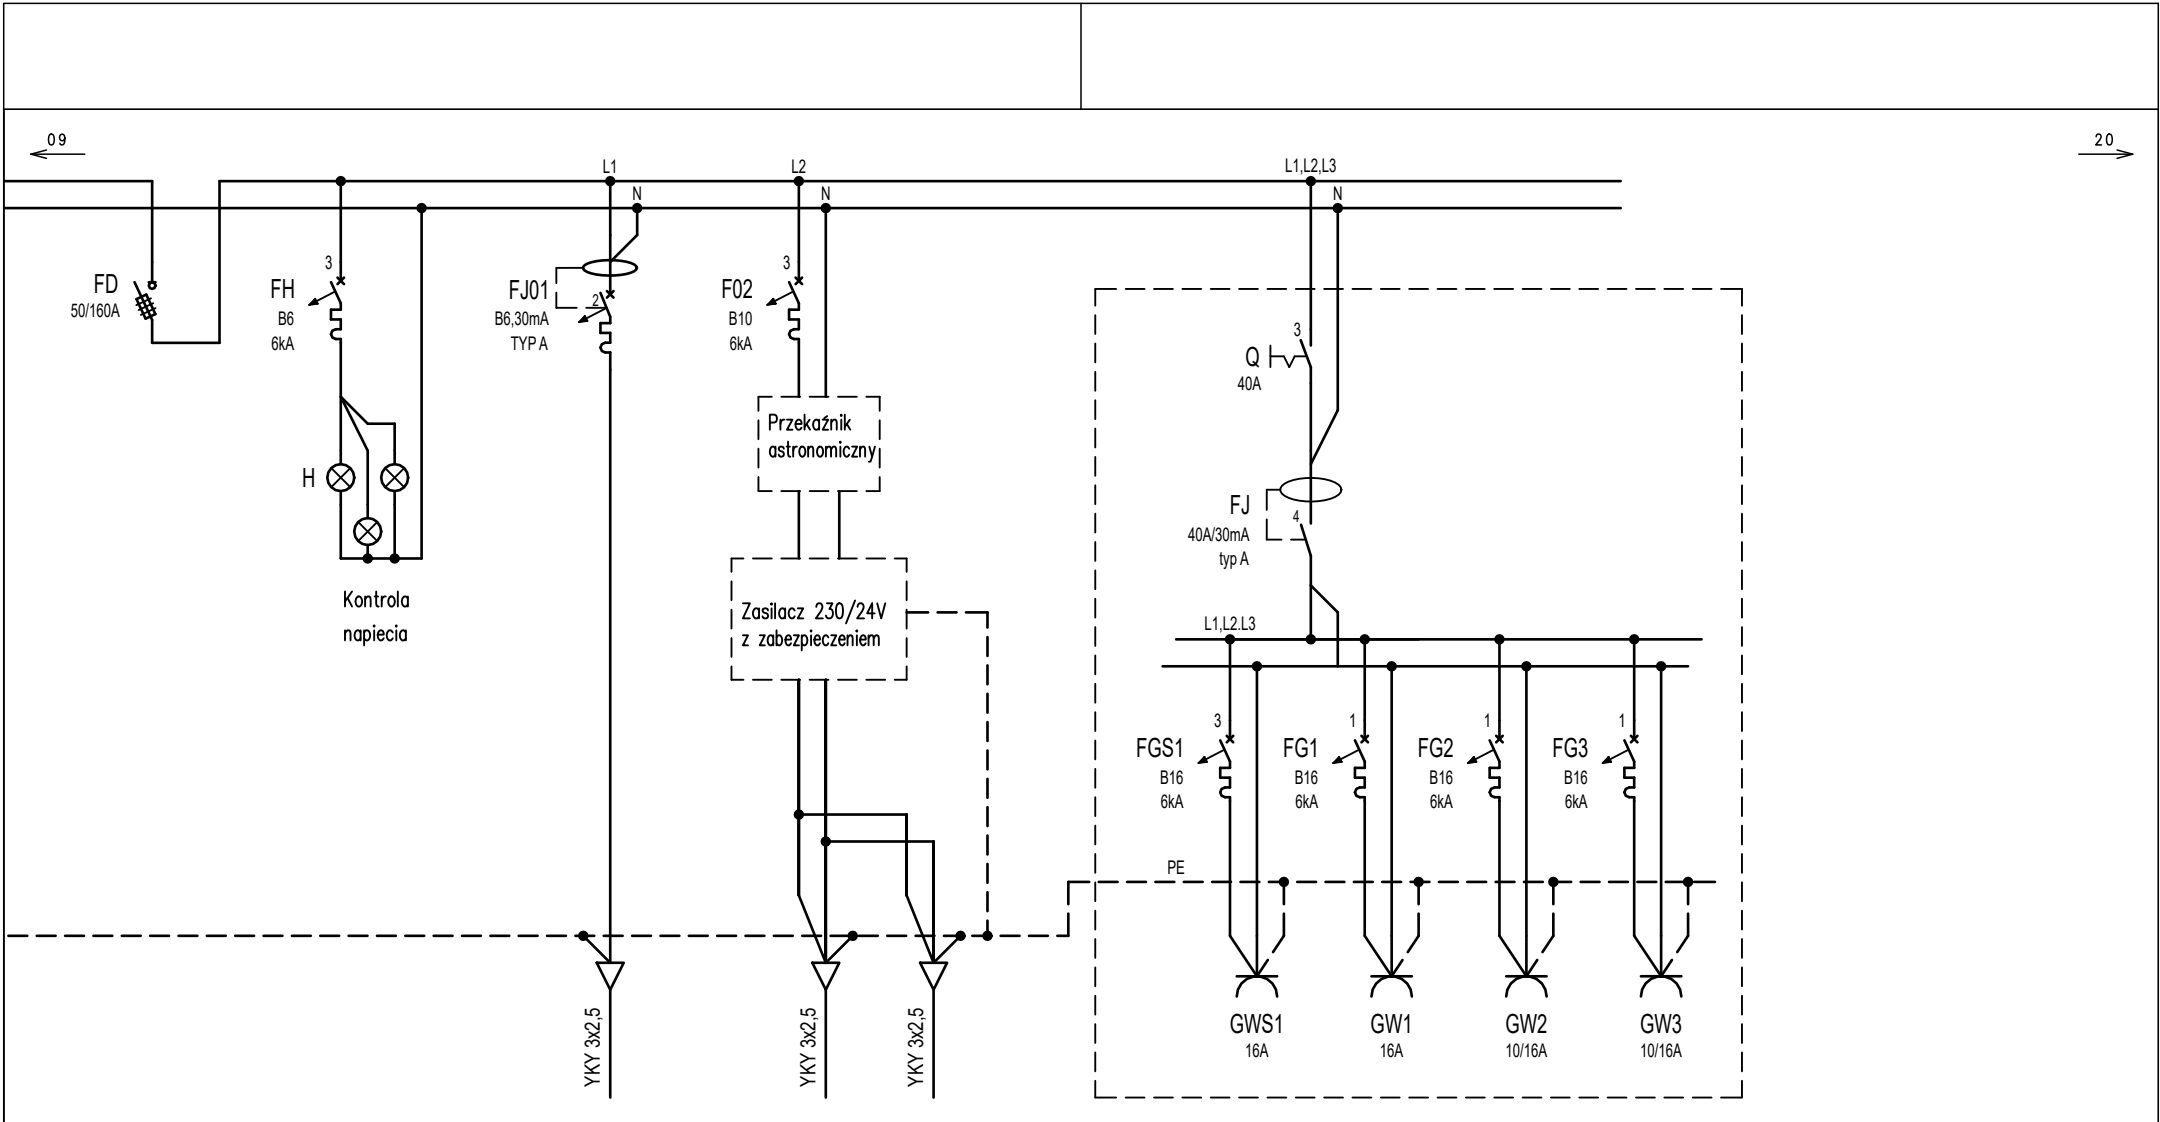 09
20
L1
L2
L1,L2,L3
N
N
N
FD
50/160A
3
FH
B6
6kA
FJ01
2
B6,30mA
TYP A
3
F02
B10
6kA
3
Q
40A
Przekaźnik
astronomiczny
H
FJ
4
40A/30mA
typ A
Kontrola
napiecia
Zasilacz 230/24V
z zabezpieczeniem
L1,L2.L3
3
FGS1
B16
6kA
1
FG1
B16
6kA
1
FG2
B16
6kA
1
FG3
B16
6kA
PE
YKY 3x2,5
YKY 3x2,5
YKY 3x2,5
GWS1
16A
GW1
16A
GW2
10/16A
GW3
10/16A